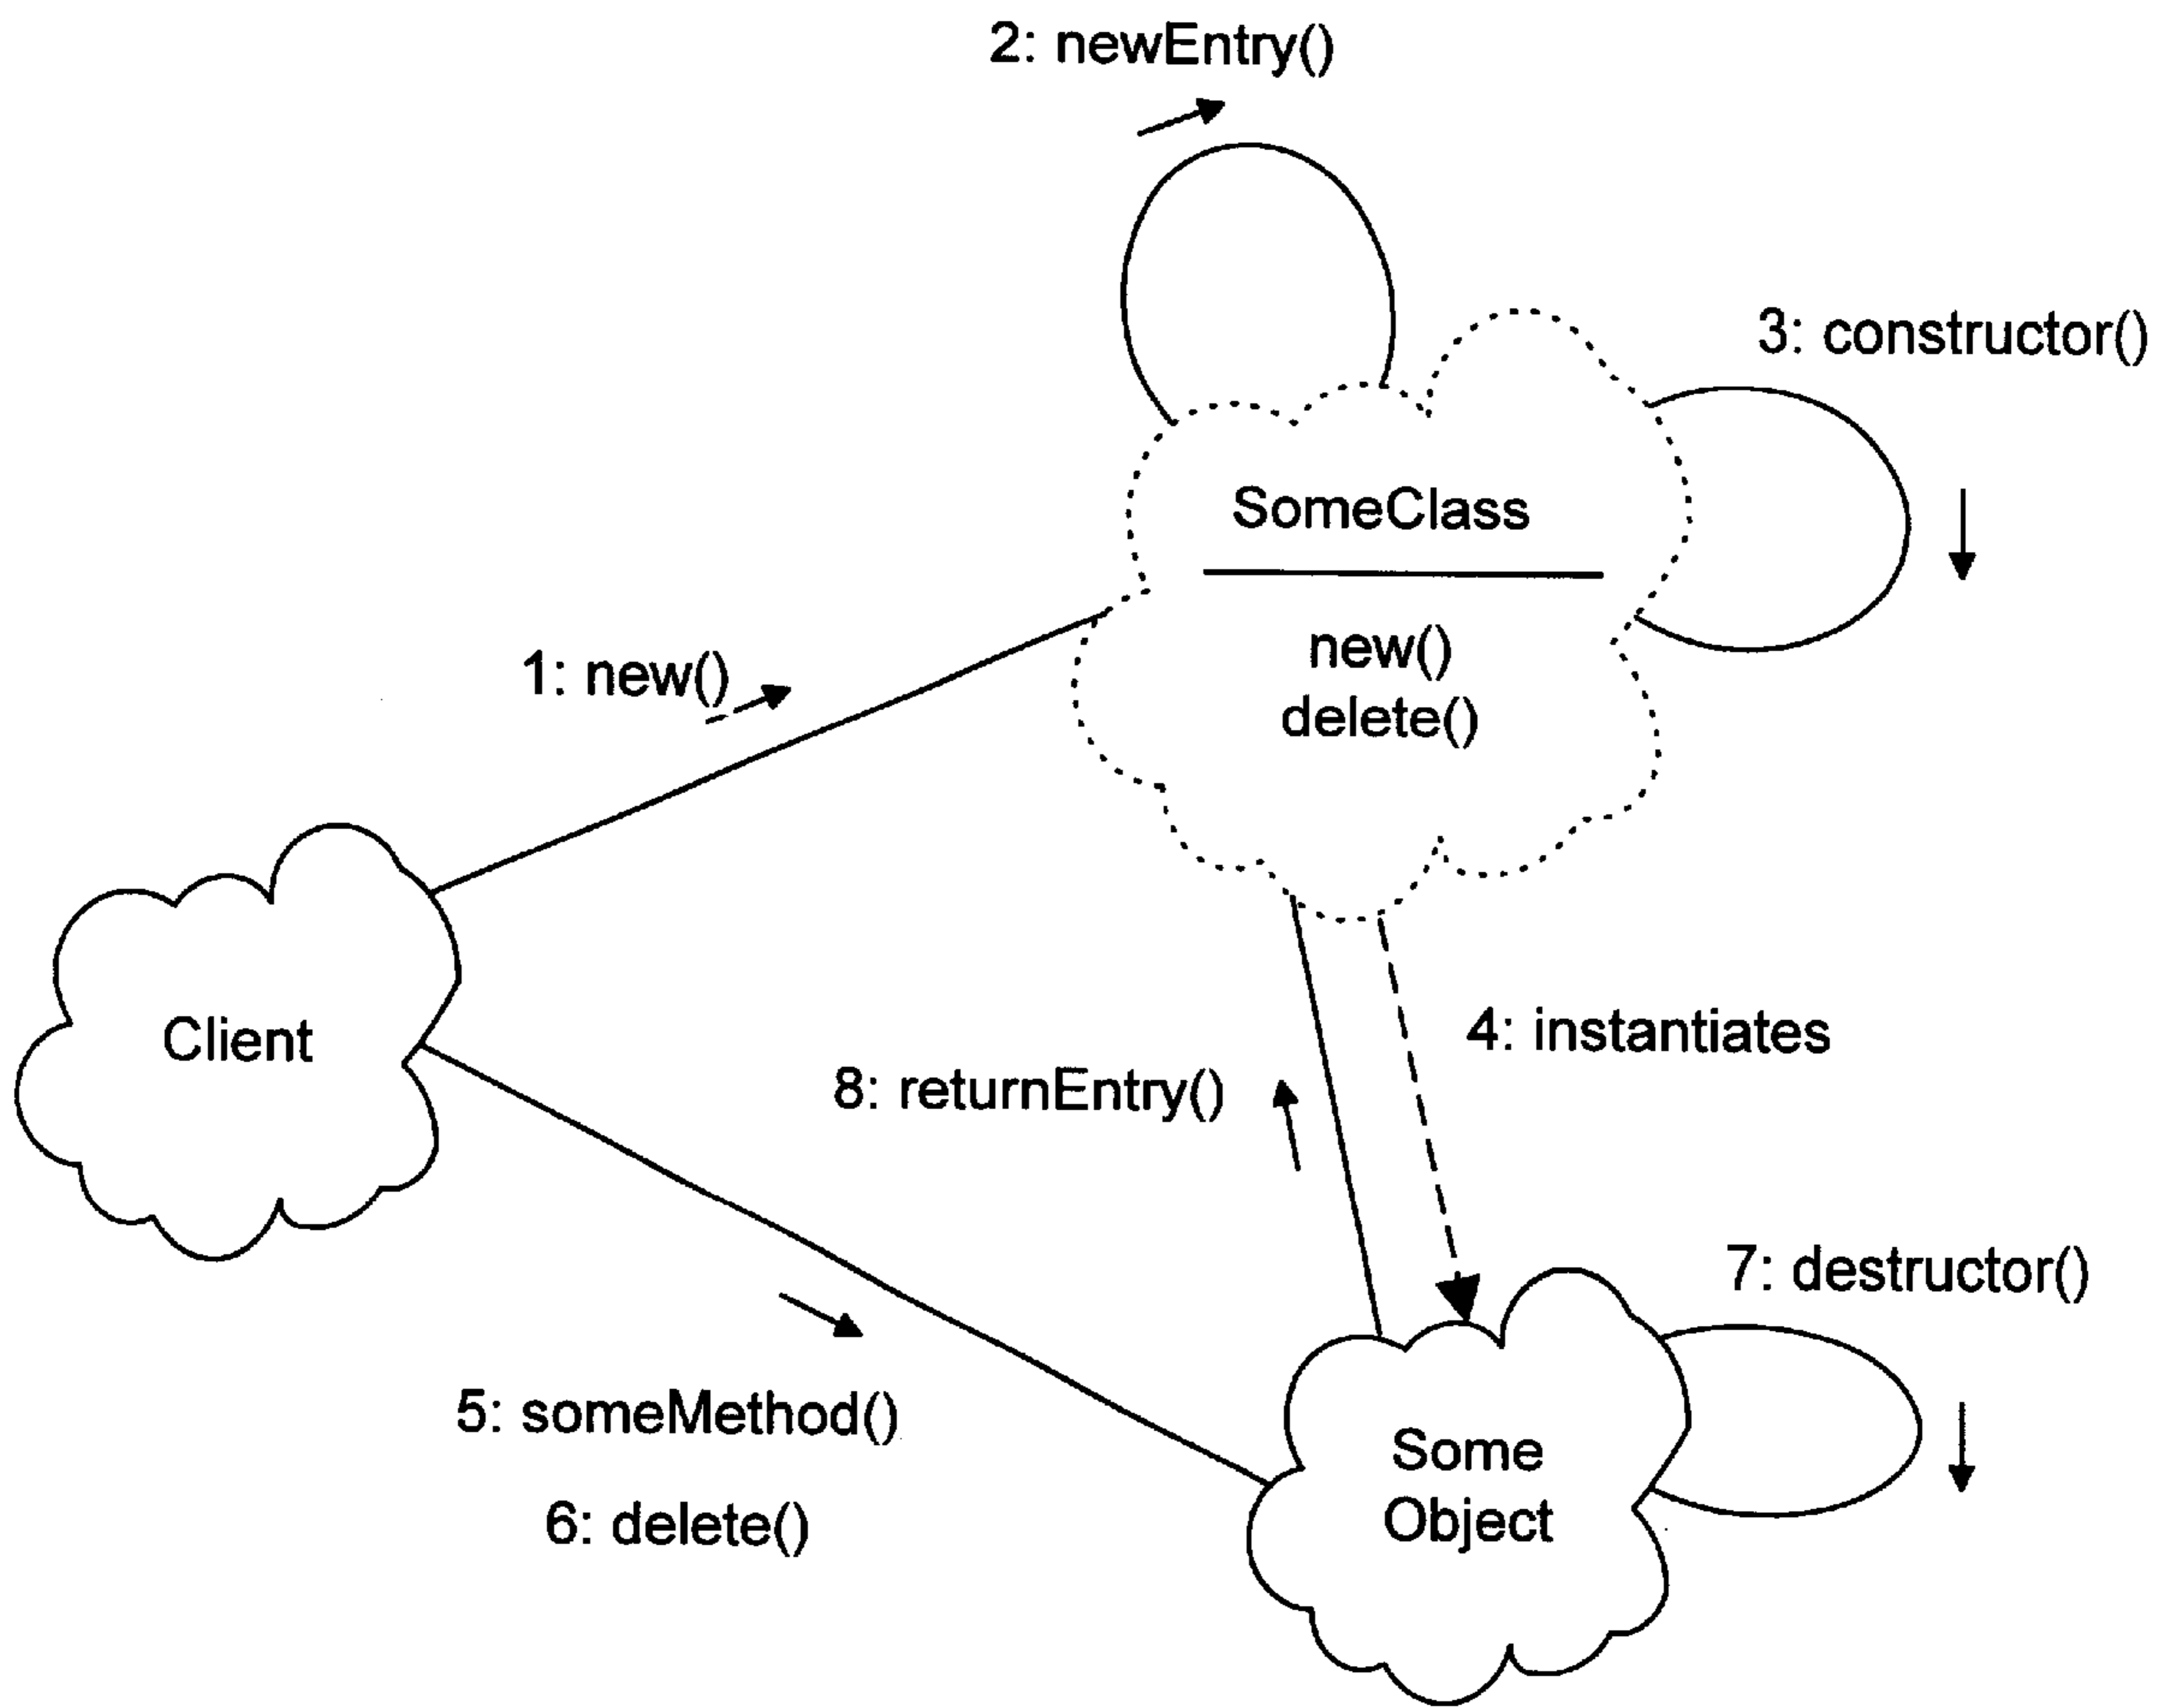 2: newEntry()
3: constructor()
SomeClass
new()
delete()
1: new()
Client
4: instantiates
8: returnEntry()
7: destructor()
5: someMethod()
6: delete()
Some
Object